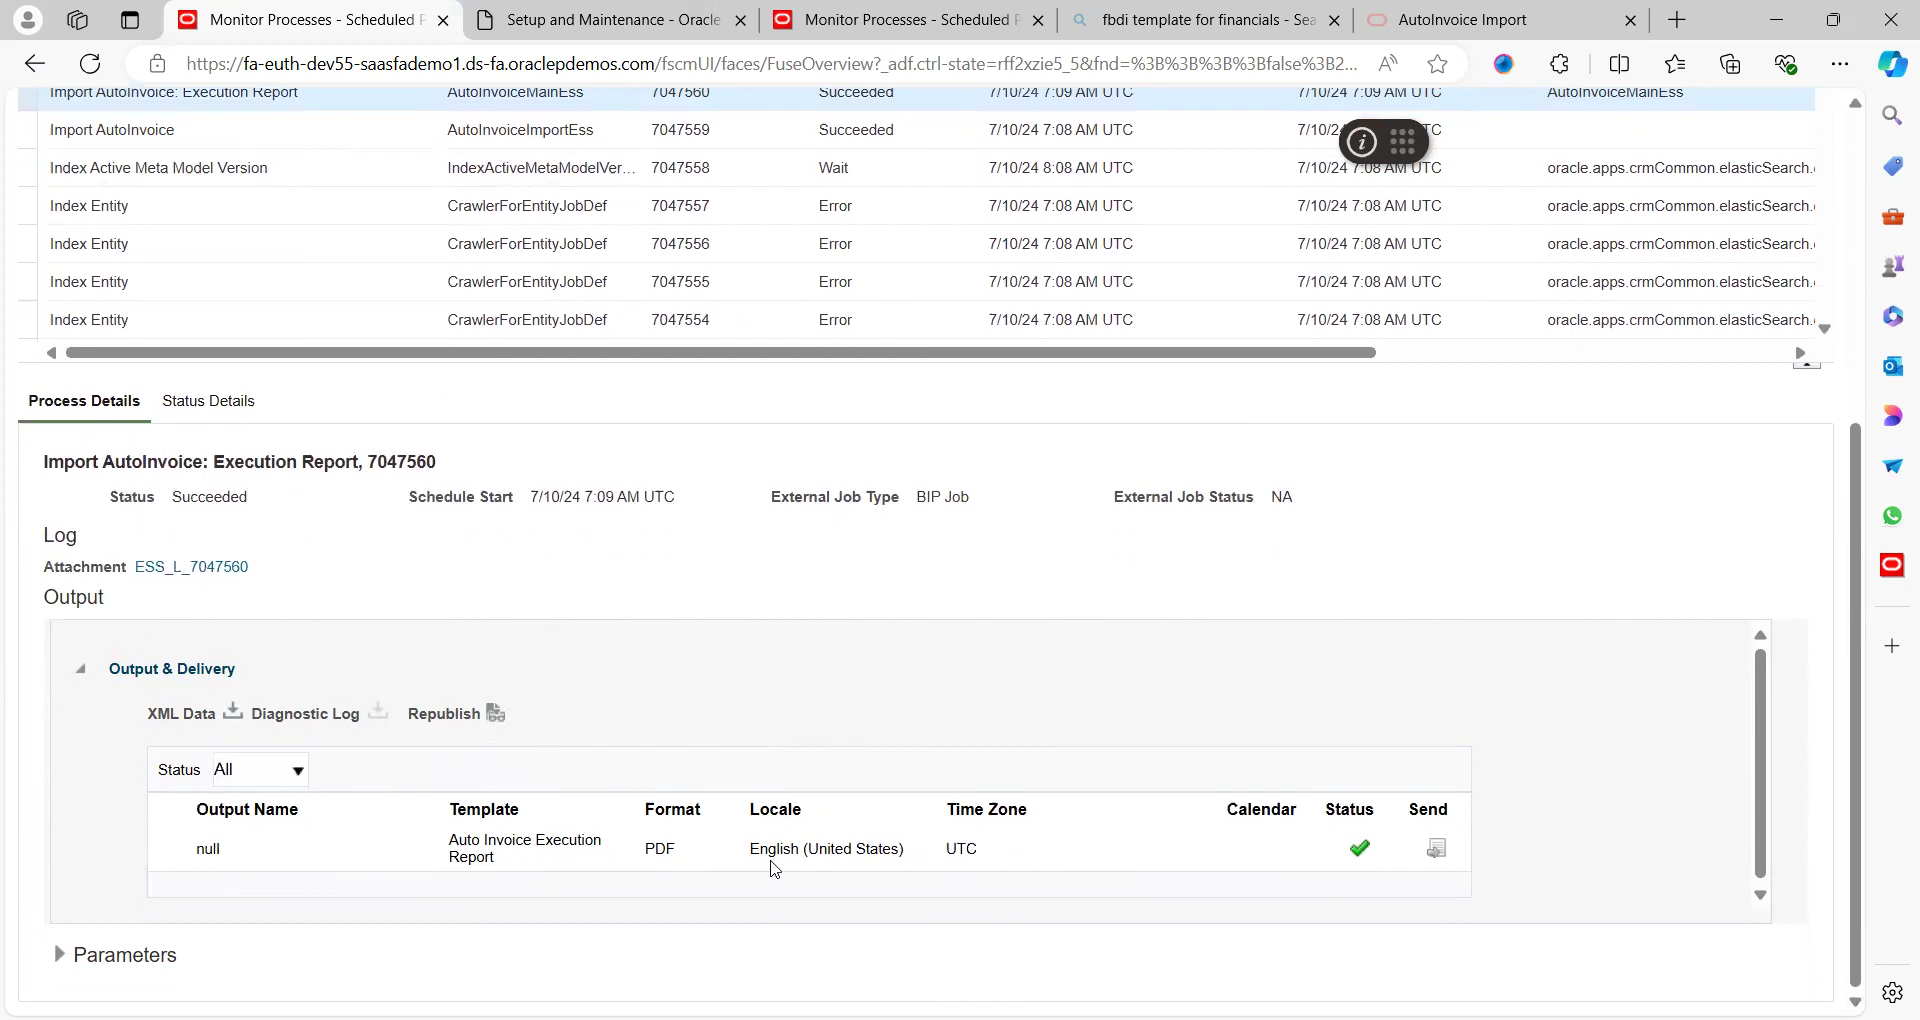 Monitor Processes - Scheduled P
Setup and Maintenance - Oracle
Monitor Processes - Scheduled P
fbdi template for financials - Sea
AutoInvoice Import
https://fa-euth-dev55-saasfademo1.ds-fa.oraclepdemos.com/fscmUI/faces/FuseOverview?_adf.ctrl-state=rff2xzie5_5&fnd=%3B%3B%3B%3Bfalse%3B2...
Import AutoInvoice: Execution Report AutoInvoiceMainEss 7047560 Succeeded 7/10/24 7:09 AM UTC 7/10/24 7:09 AM UTC AutoInvoiceMainEss
Import AutoInvoice AutoInvoiceImportEss 7047559 Succeeded 7/10/24 7:08 AM UTC 7/10/2 TC
Index Active Meta Model Version IndexActiveMetaModelVer... 7047558 Wait 7/10/24 8:08 AM UTC 7/10/24 7:08 AM UTC oracle.apps.crmCommon.elasticSearch.
Index Entity CrawlerForEntityJobDef 7047557 Error 7/10/24 7:08 AM UTC 7/10/24 7:08 AM UTC oracle.apps.crmCommon.elasticSearch.
Index Entity CrawlerForEntityJobDef 7047556 Error 7/10/24 7:08 AM UTC 7/10/24 7:08 AM UTC oracle.apps.crmCommon.elasticSearch.
Index Entity CrawlerForEntityJobDef 7047555 Error 7/10/24 7:08 AM UTC 7/10/24 7:08 AM UTC oracle.apps.crmCommon.elasticSearch.
Index Entity CrawlerForEntityJobDef 7047554 Error 7/10/24 7:08 AM UTC 7/10/24 7:08 AM UTC oracle.apps.crmCommon.elasticSearch.
Process Details Status Details
Import AutoInvoice: Execution Report, 7047560
Status Succeeded Schedule Start 7/10/24 7:09 AM UTC External Job Type BIP Job External Job Status NA
Log
Attachment ESS_L_7047560
Output
Output & Delivery
XML Data Diagnostic Log Republish
Status All
Output Name Template Format Locale Time Zone Calendar Status Send
null Auto Invoice Execution Report PDF English (United States) UTC
Parameters